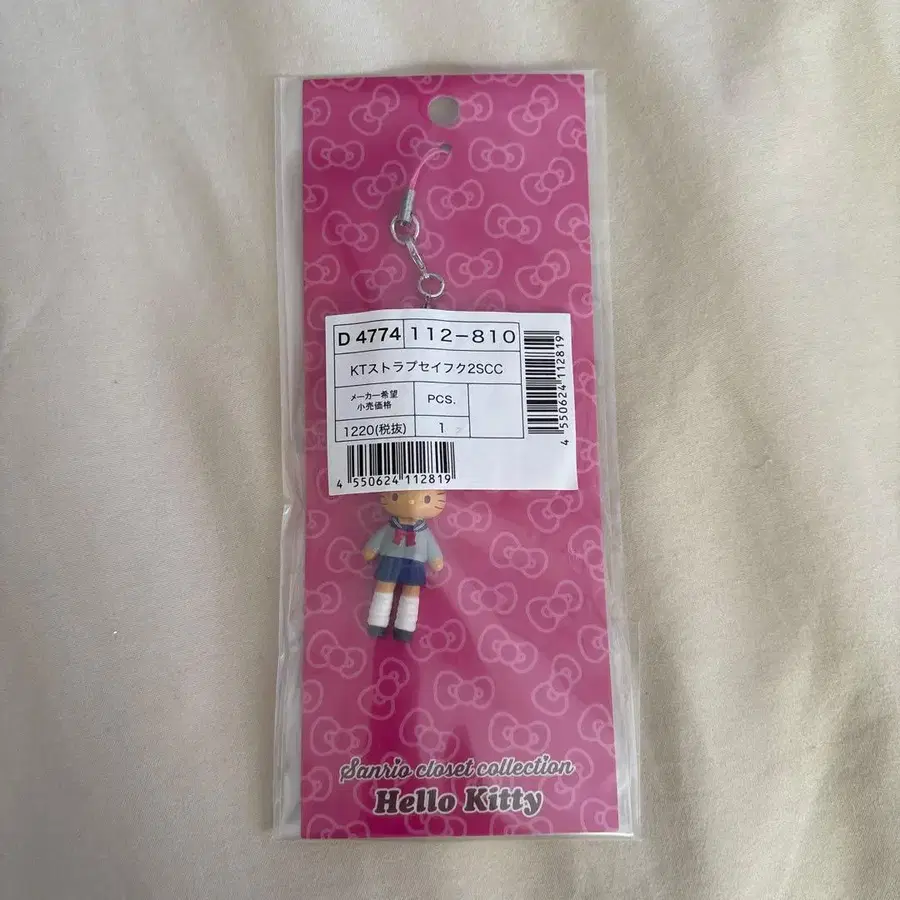 D 4774 112-810
KTストラプセイフク2SCC
メーカー希望
小売価格
PCS.
1220(税抜)
1
4 550624 112819
4 550624 112819
Sanrio closet collection
Hello Kitty